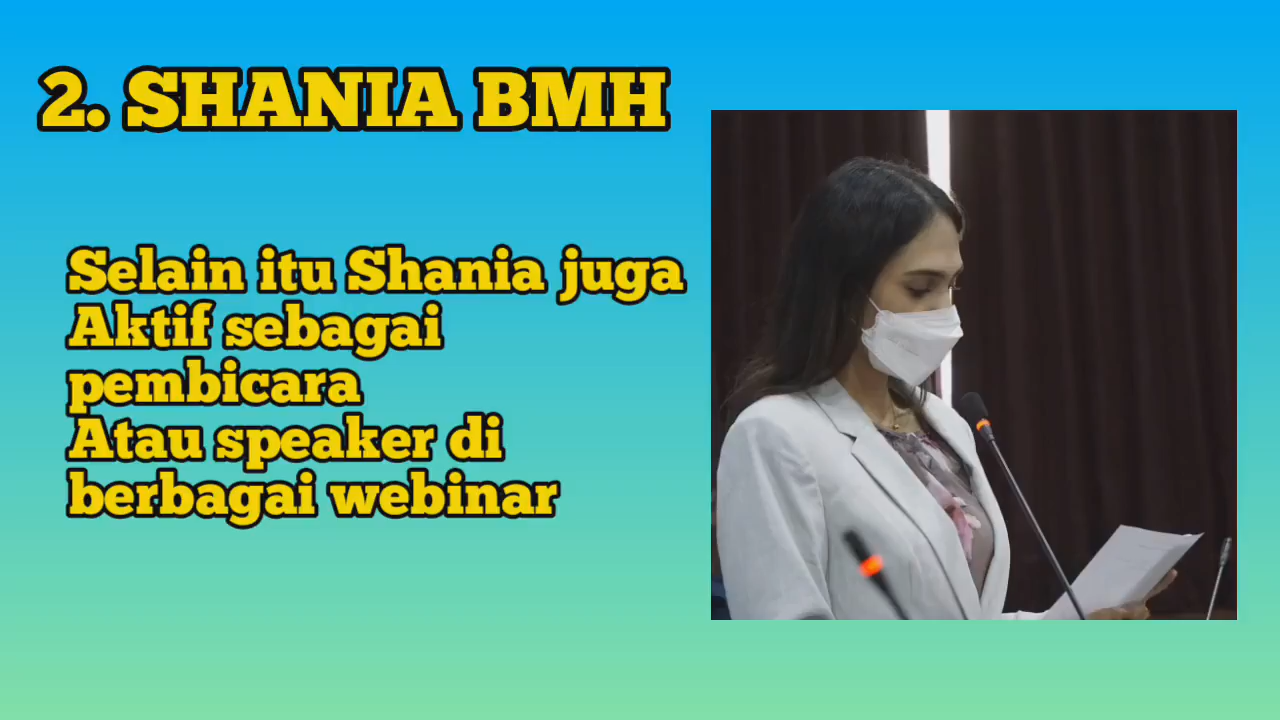 2. SHANIA BMH
Selain itu Shania juga
Aktif sebagai
pembicara
Atau speaker di
berbagai webinar